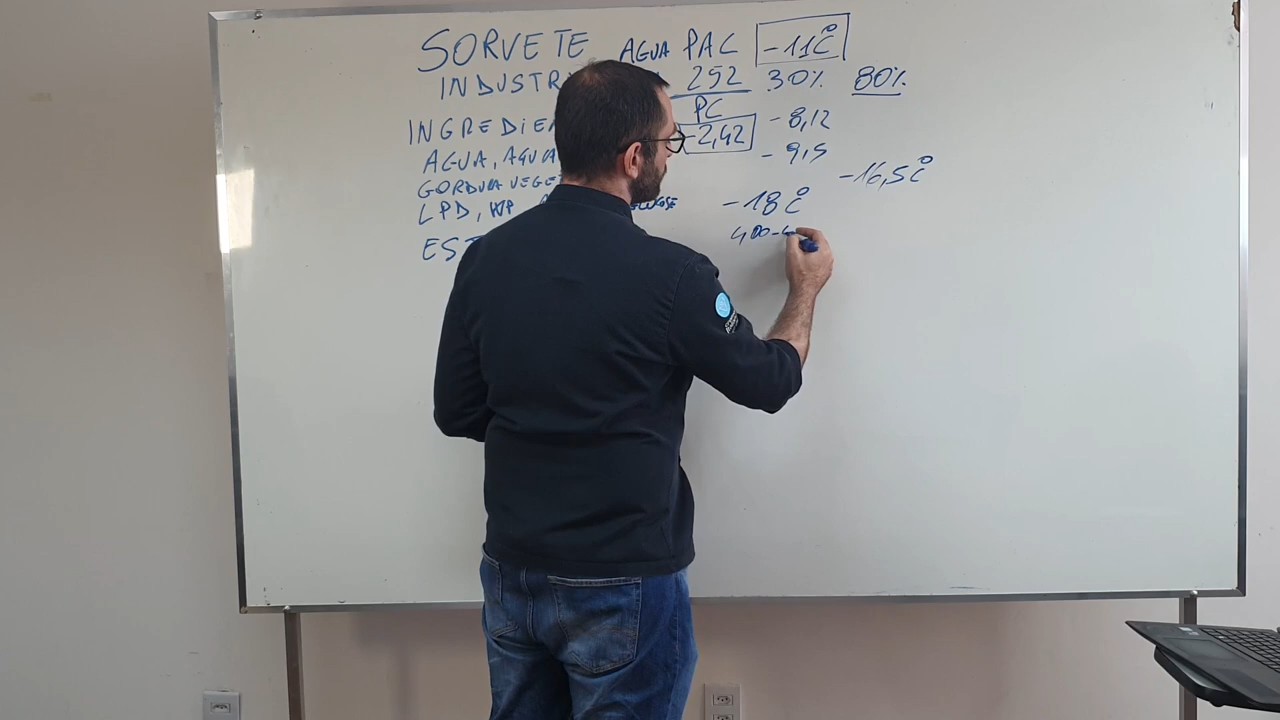 SORVETE AGUA PAC -11°C
INDUSTR 252 30% 80%
PC
INGREDIEN -2,42 -8,12
AGUA, AGUA -9,5
GORDURA VEGE -16,5°C
LPD, WP -18°C
EST 400-4